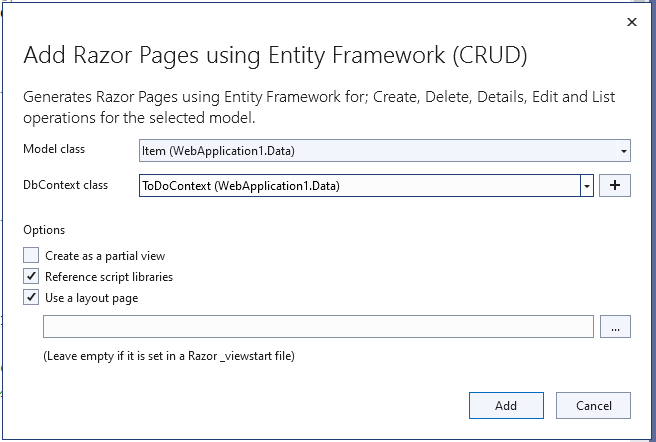 Add Razor Pages using Entity Framework (CRUD)
Generates Razor Pages using Entity Framework for; Create, Delete, Details, Edit and List
operations for the selected model.
Model class
Item (WebApplication1.Data)
DbContext class
ToDoContext (WebApplication1.Data)
Options
Create as a partial view
Reference script libraries
Use a layout page
...
(Leave empty if it is set in a Razor _viewstart file)
Add
Cancel